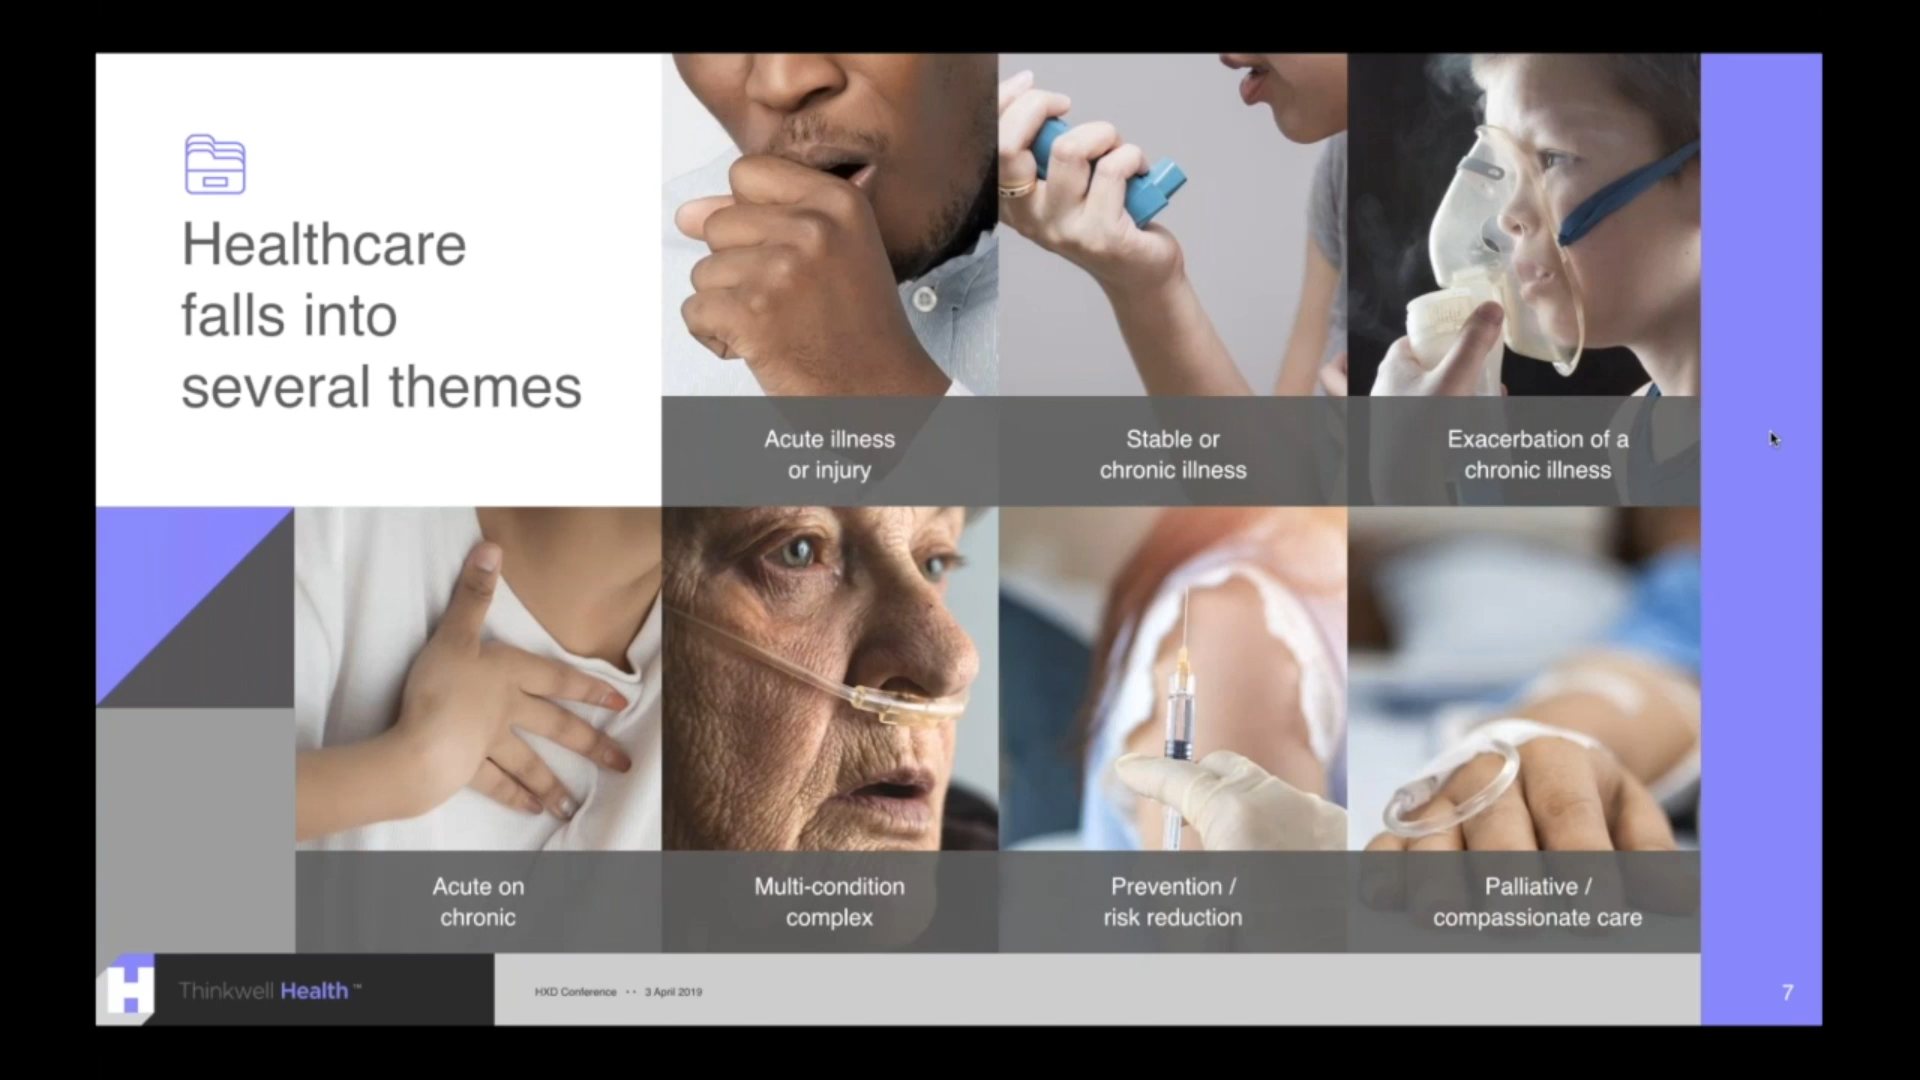 Healthcare
falls into
several themes
Acute illness
or injury
Stable or
chronic illness
Exacerbation of a
chronic illness
Acute on
chronic
Multi-condition
complex
Prevention /
risk reduction
Palliative /
compassionate care
H
Thinkwell Health™
HXD Conference •• 3 April 2019
7